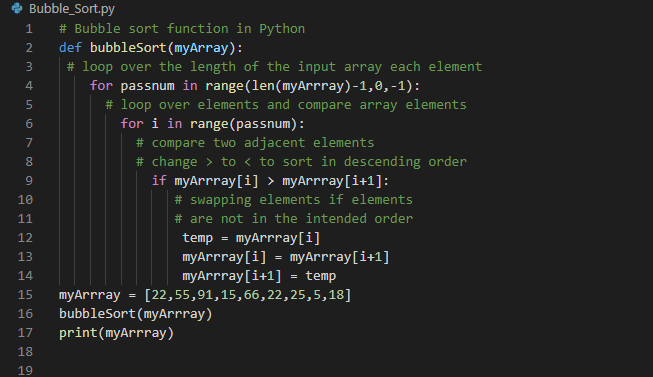 Bubble_Sort.py
1 # Bubble sort function in Python
2 def bubbleSort(myArray):
3 # loop over the length of the input array each element
4 for passnum in range(len(myArrray)-1,0,-1):
5 # loop over elements and compare array elements
6 for i in range(passnum):
7 # compare two adjacent elements
8 # change > to < to sort in descending order
9 if myArrray[i] > myArrray[i+1]:
10 # swapping elements if elements
11 # are not in the intended order
12 temp = myArrray[i]
13 myArrray[i] = myArrray[i+1]
14 myArrray[i+1] = temp
15 myArrray = [22,55,91,15,66,22,25,5,18]
16 bubbleSort(myArrray)
17 print(myArrray)
18
19